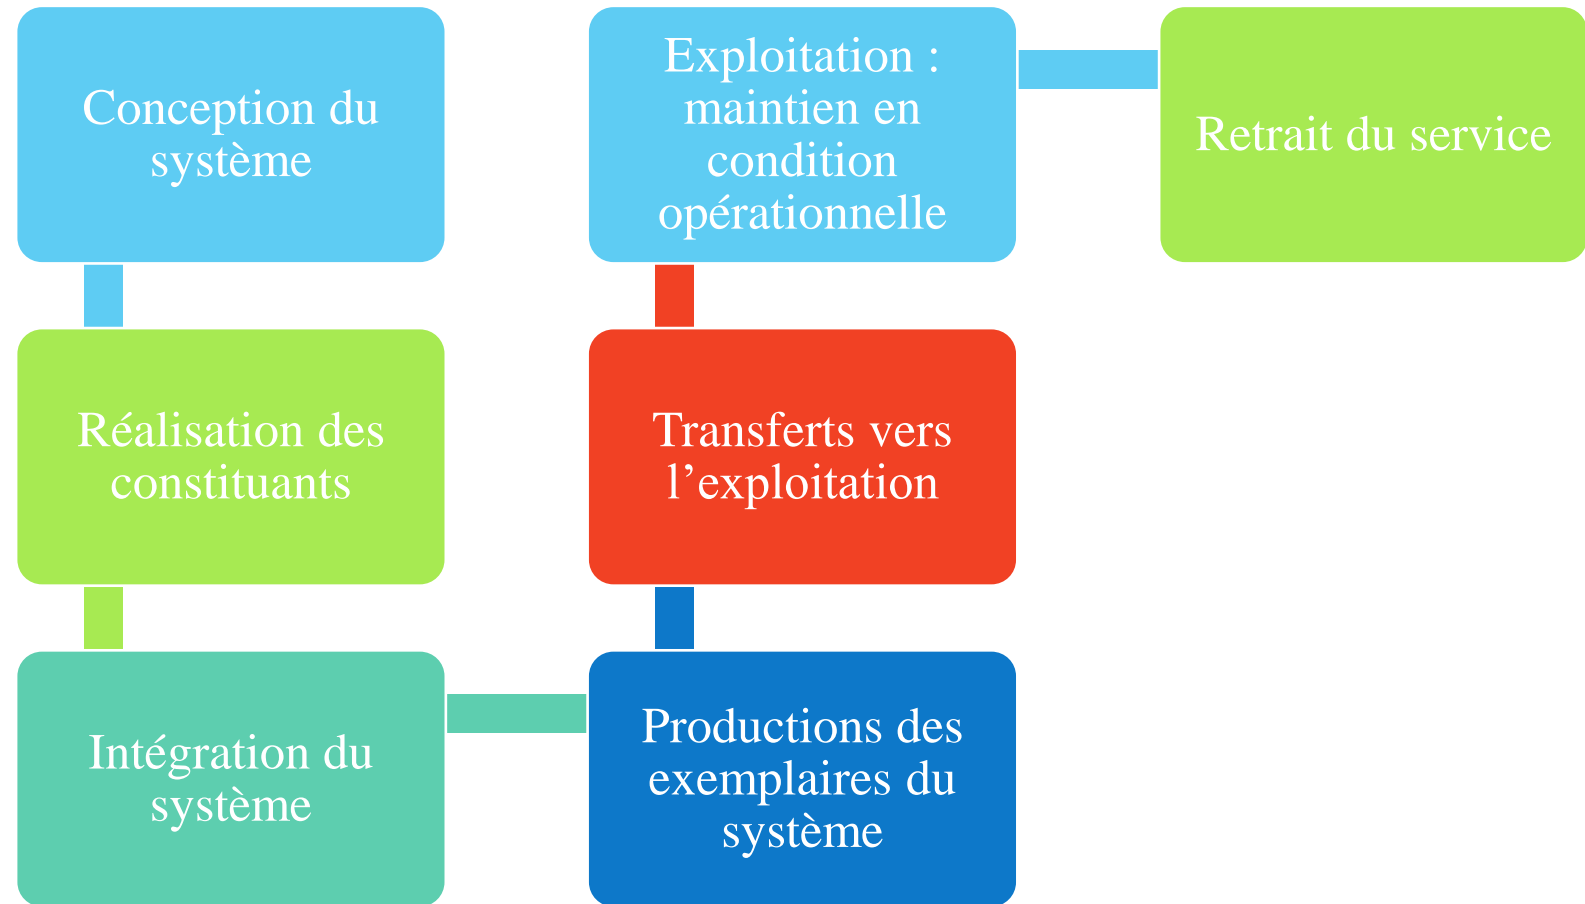 Conception du
système
Réalisation des
constituants
Intégration du
système
Productions des
exemplaires du
système
Transferts vers
l’exploitation
Exploitation :
maintien en
condition
opérationnelle
Retrait du service